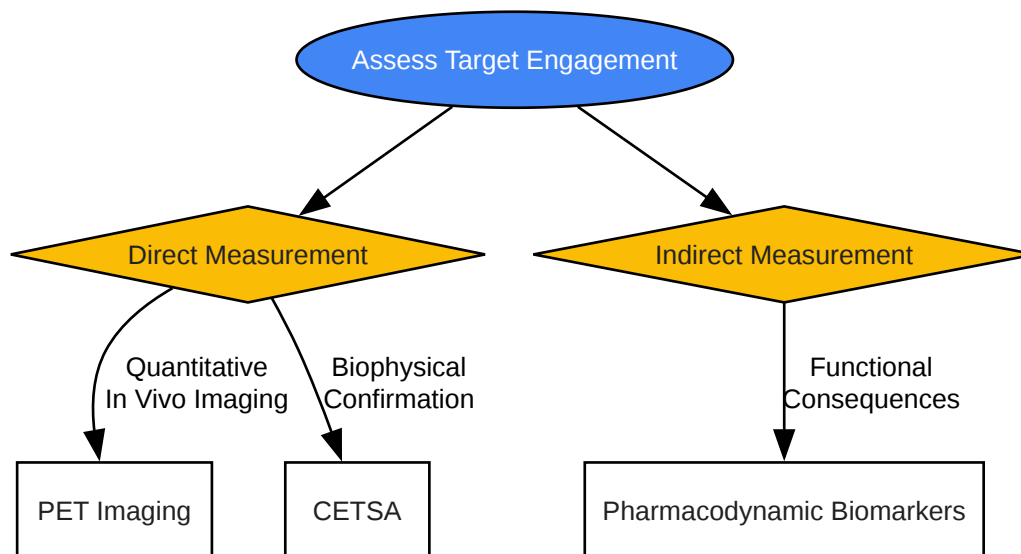 Assess Target Engagement
Direct Measurement
Indirect Measurement
Quantitative
In Vivo Imaging
Biophysical
Confirmation
Functional
Consequences
PET Imaging
CETSA
Pharmacodynamic Biomarkers